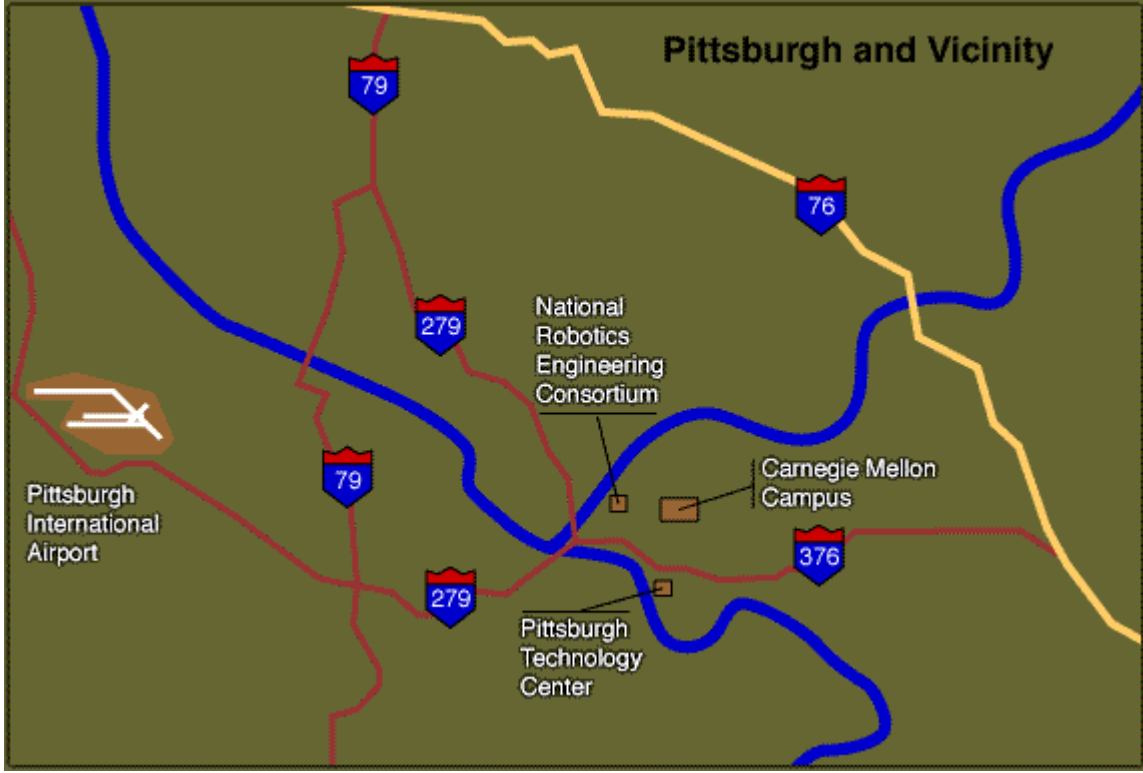 Pittsburgh and Vicinity
79
76
279
National
Robotics
Engineering
Consortium
79
Carnegie Mellon
Campus
Pittsburgh
International
Airport
376
279
Pittsburgh
Technology
Center